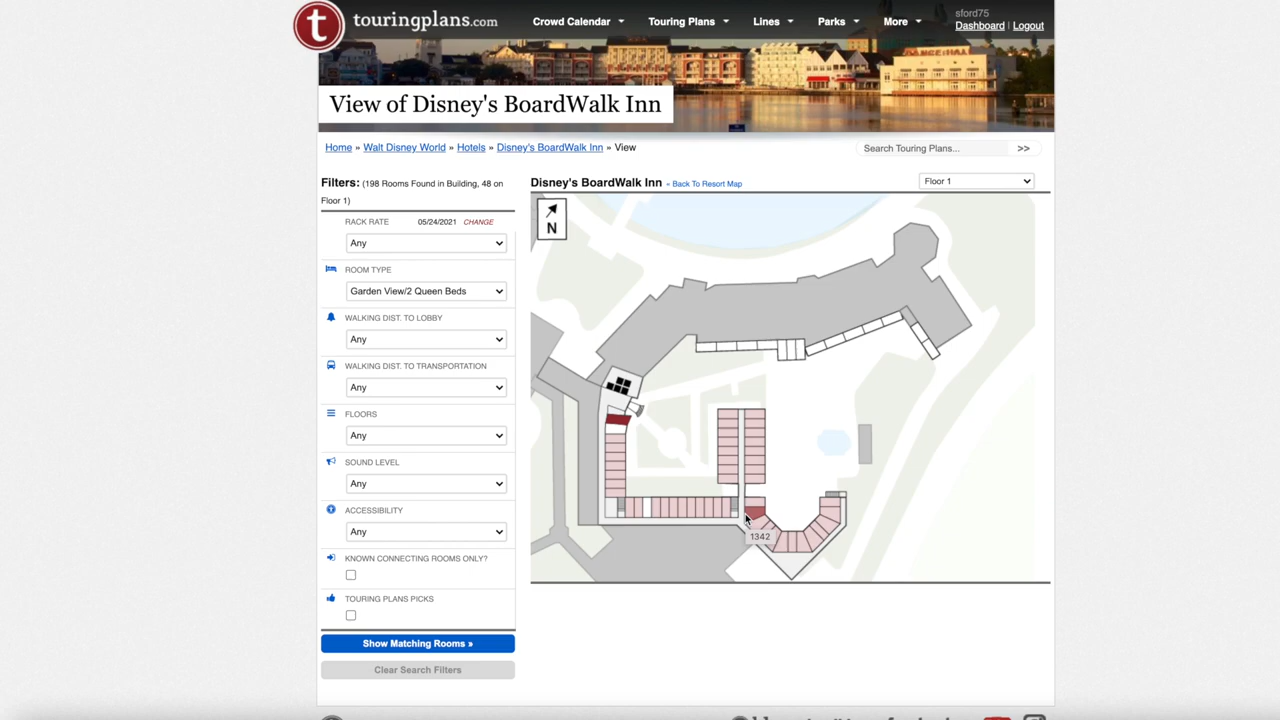 t touringplans.com
Crowd Calendar Touring Plans Lines Parks More
sford75
Dashboard | Logout
View of Disney's BoardWalk Inn
Home » Walt Disney World » Hotels » Disney's BoardWalk Inn » View
Search Touring Plans... >>
Filters: (198 Rooms Found in Building, 48 on
Floor 1)
Disney's BoardWalk Inn « Back To Resort Map
Floor 1
N
RACK RATE 05/24/2021 CHANGE
Any
ROOM TYPE
Garden View/2 Queen Beds
WALKING DIST. TO LOBBY
Any
WALKING DIST. TO TRANSPORTATION
Any
FLOORS
Any
SOUND LEVEL
Any
ACCESSIBILITY
Any
KNOWN CONNECTING ROOMS ONLY?
TOURING PLANS PICKS
Show Matching Rooms »
Clear Search Filters
1342